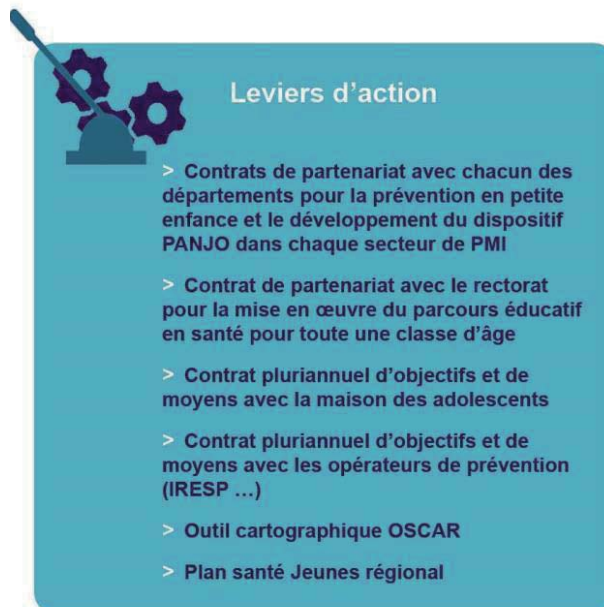 Leviers d'action
> Contrats de partenariat avec chacun des
départements pour la prévention en petite
enfance et le développement du dispositif
PANJO dans chaque secteur de PMI
> Contrat de partenariat avec le rectorat
pour la mise en œuvre du parcours éducatif
en santé pour toute une classe d'âge
> Contrat pluriannuel d'objectifs et de
moyens avec la maison des adolescents
> Contrat pluriannuel d'objectifs et de
moyens avec les opérateurs de prévention
(IRESP ...)
> Outil cartographique OSCAR
> Plan santé Jeunes régional